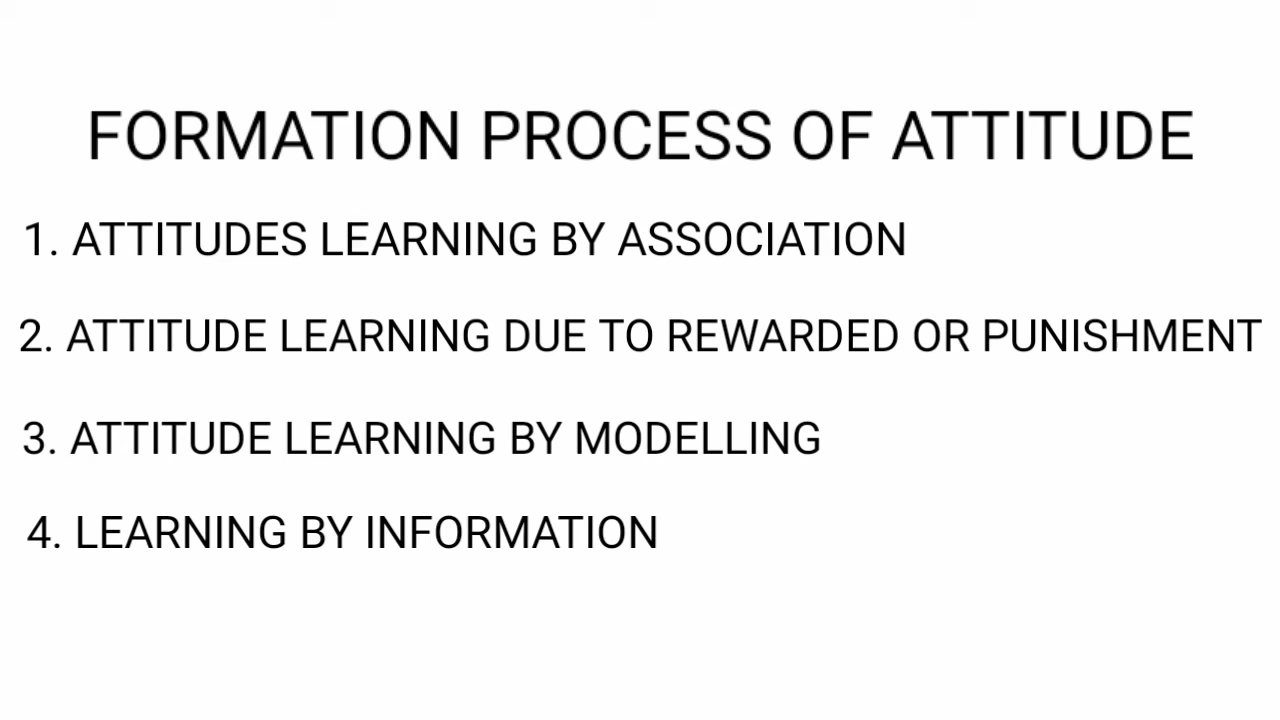 FORMATION PROCESS OF ATTITUDE
1. ATTITUDES LEARNING BY ASSOCIATION
2. ATTITUDE LEARNING DUE TO REWARDED OR PUNISHMENT
3. ATTITUDE LEARNING BY MODELLING
4. LEARNING BY INFORMATION